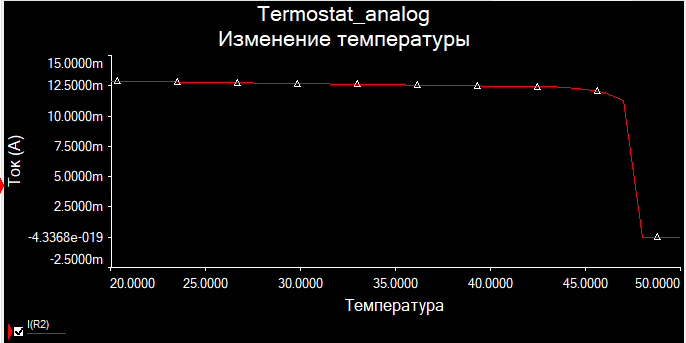 Termostat_analog
Изменение температуры
15.0000m
12.5000m
10.0000m
7.5000m
5.0000m
2.5000m
-4.3368e-019
-2.5000m
Ток (А)
20.0000 25.0000 30.0000 35.0000 40.0000 45.0000 50.0000
Температура
I(R2)